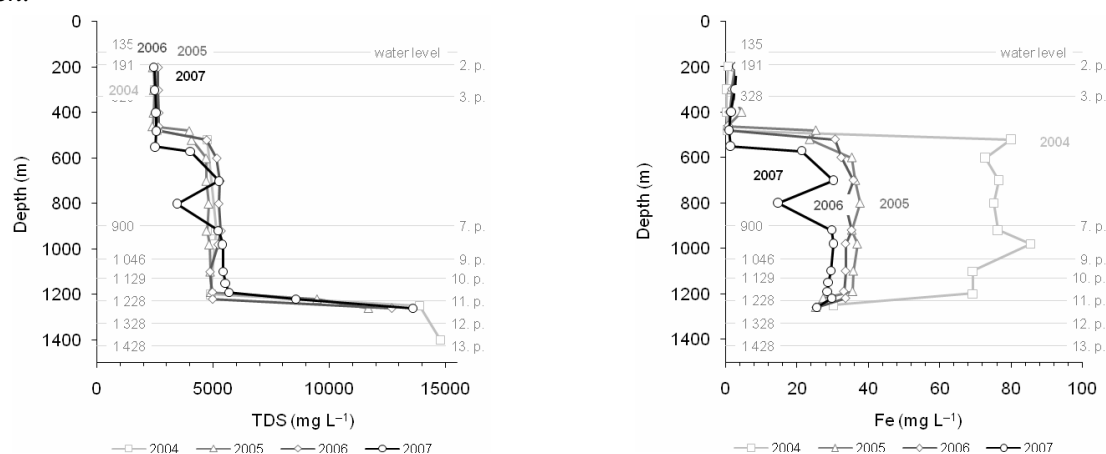 0
200
400
600
800
1000
1200
1400
Depth (m)
135
191
900
1 046
1 129
1 228
1 328
1 428
2006
2005
2007
2004
water level
2. p.
3. p.
7. p.
9. p.
10. p.
11. p.
12. p.
13. p.
0 5000 10000 15000
TDS (mg L⁻¹)
2004 2005 2006 2007
0
200
400
600
800
1000
1200
1400
Depth (m)
135
191
328
900
1 046
1 129
1 228
1 328
1 428
2004
2007
2006
2005
water level
2. p.
3. p.
7. p.
9. p.
10. p.
11. p.
12. p.
13. p.
0 20 40 60 80 100
Fe (mg L⁻¹)
2004 2005 2006 2007